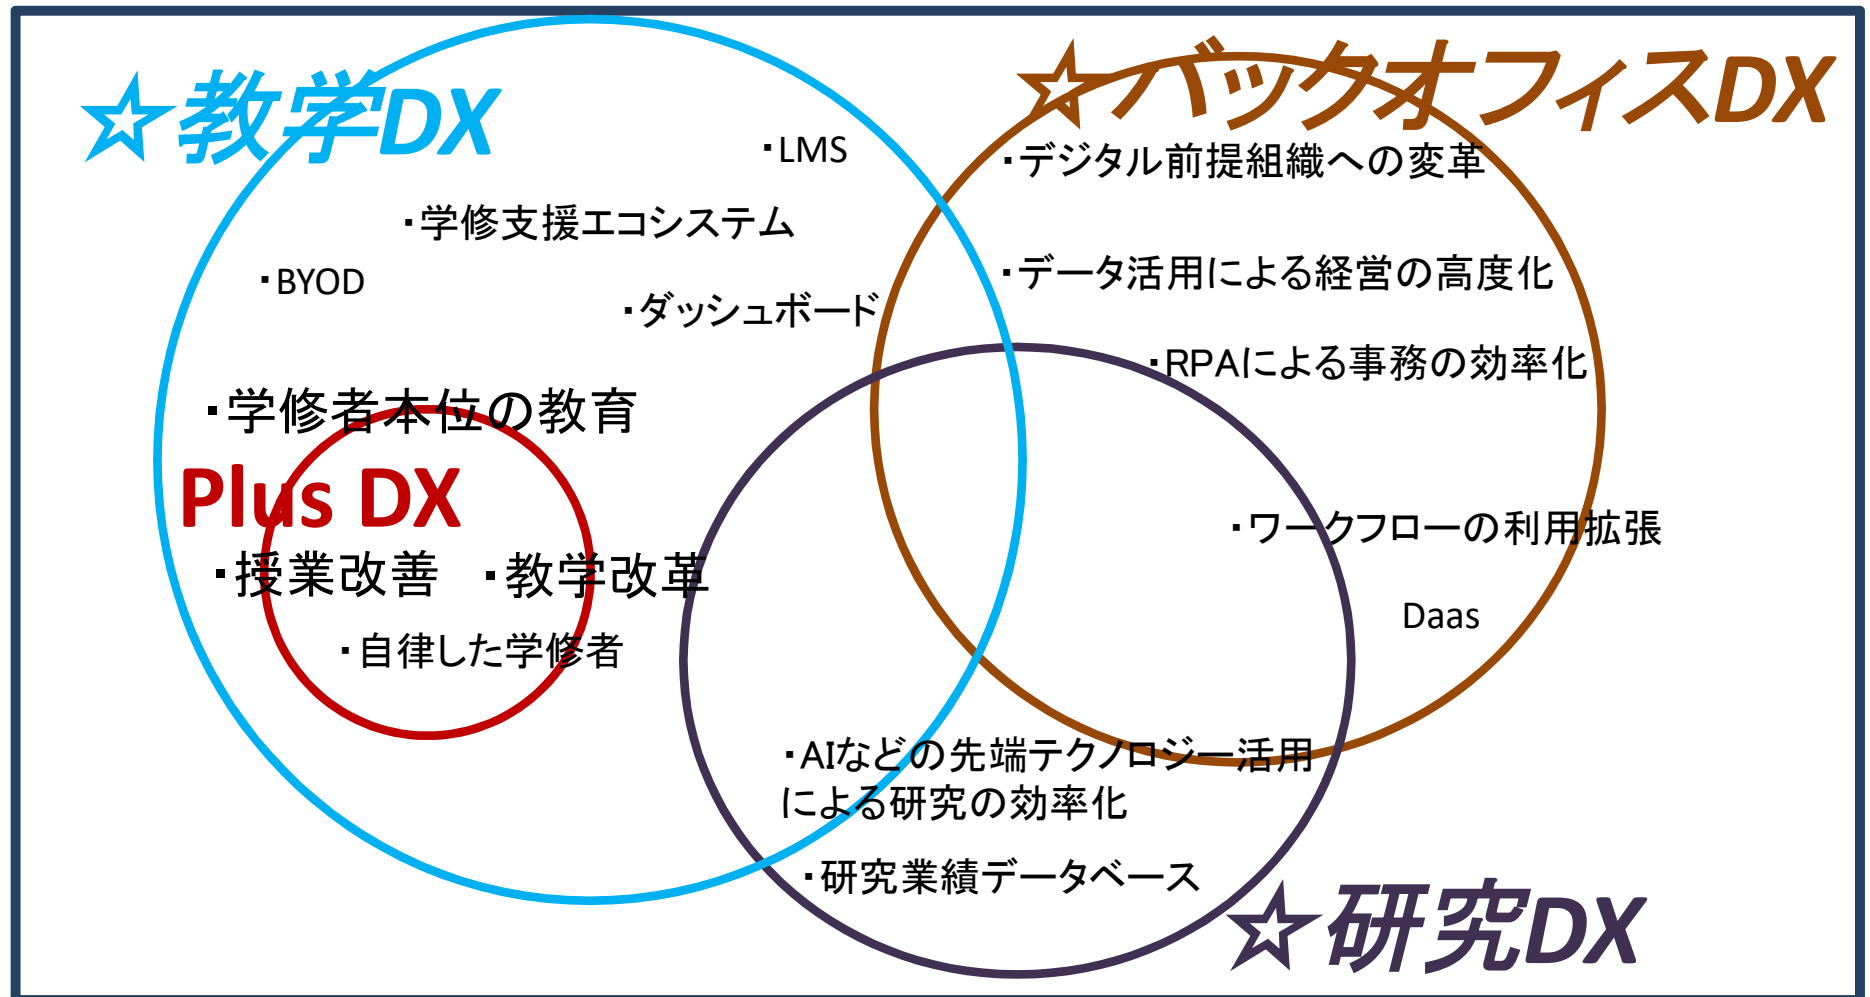 ☆教学DX
☆バックオフィスDX
・LMS
・デジタル前提組織への変革
・学修支援エコシステム
・データ活用による経営の高度化
・BYOD
・ダッシュボード
・RPAによる事務の効率化
・学修者本位の教育
Plus DX
・ワークフローの利用拡張
・授業改善 ・教学改革
Daas
・自律した学修者
・AIなどの先端テクノロジー活用
による研究の効率化
・研究業績データベース
☆研究DX